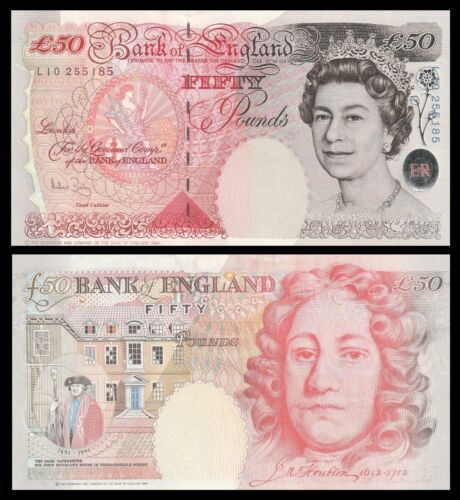 £50 Bank of England £50
I PROMISE TO PAY THE BEARER ON DEMAND THE SUM OF
L10 255185
FIFTY
Pounds
L10 255185
London
For the Gov.r and Comp.a
of the BANK of ENGLAND
Chief Cashier
ER
© THE GOVERNOR AND COMPANY OF THE BANK OF ENGLAND 1994
£50 BANK of ENGLAND £50
FIFTY
POUNDS
1694-1994
THE BANK GATEKEEPER
SIR JOHN HOUBLON'S HOUSE IN THREADNEEDLE STREET
J Houblon 1632-1712
© THE GOVERNOR AND COMPANY OF THE BANK OF ENGLAND 1994